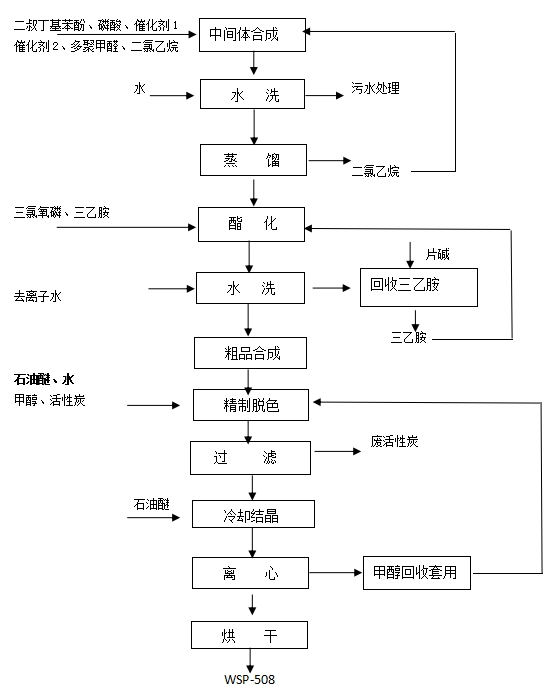 二叔丁基苯酚、磷酸、催化剂1
催化剂2、多聚甲醛、二氯乙烷
中间体合成
水
水 洗
污水处理
蒸 馏
二氯乙烷
三氯氧磷、三乙胺
酯 化
片碱
去离子水
水 洗
回收三乙胺
三乙胺
粗品合成
石油醚、水
甲醇、活性炭
精制脱色
过 滤
废活性炭
石油醚
冷却结晶
离 心
甲醇回收套用
烘 干
WSP-508